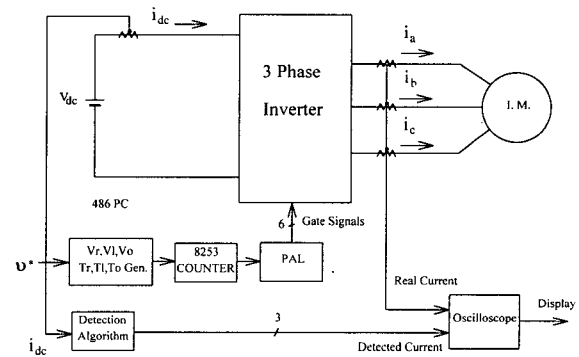 i_dc
i_a
3 Phase
Inverter
i_b
V_dc
I. M.
i_c
486 PC
6
Gate Signals
υ*
Vr,Vl,Vo
Tr,Tl,To Gen.
8253
COUNTER
PAL
Real Current
Display
Oscilloscope
3
Detection
Algorithm
i_dc
Detected Current